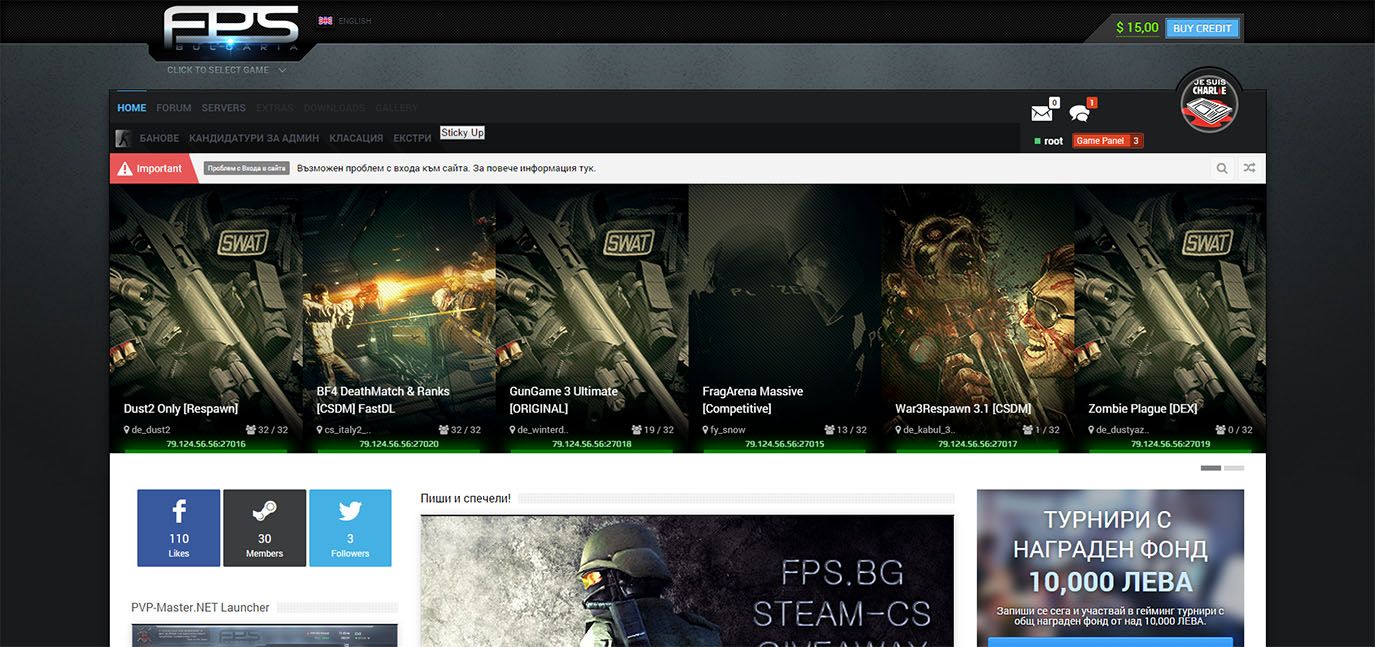 FPS
BULGARIA
ENGLISH
$ 15,00
BUY CREDIT
CLICK TO SELECT GAME
JE SUIS
CHARLIE
HOME FORUM SERVERS EXTRAS DOWNLOADS GALLERY
0
1
БАНОВЕ КАНДИДАТУРИ ЗА АДМИН КЛАСАЦИЯ ЕКСТРИ
Sticky Up
root
Game Panel 3
Important
Проблем с Входа в сайта
Възможен проблем с входа към сайта. За повече информация тук.
SWAT
SWAT
SWAT
Dust2 Only [Respawn]
de_dust2
32 / 32
79.124.56.56:27016
BF4 DeathMatch & Ranks
[CSDM] FastDL
cs_italy2_..
32 / 32
79.124.56.56:27020
GunGame 3 Ultimate
[ORIGINAL]
de_winterd..
19 / 32
79.124.56.56:27018
FragArena Massive
[Competitive]
fy_snow
13 / 32
79.124.56.56:27015
War3Respawn 3.1 [CSDM]
de_kabul_3..
1 / 32
79.124.56.56:27017
Zombie Plague [DEX]
de_dustyaz..
0 / 32
79.124.56.56:27019
110
Likes
30
Members
3
Followers
PVP-Master.NET Launcher
Пиши и спечели!
FPS.BG
STEAM-CS
GIVEAWAY
ТУРНИРИ С
НАГРАДЕН ФОНД
10,000 ЛЕВА
Запиши се сега и участвай в гейминг турнири с
общ награден фонд от над 10,000 ЛЕВА.